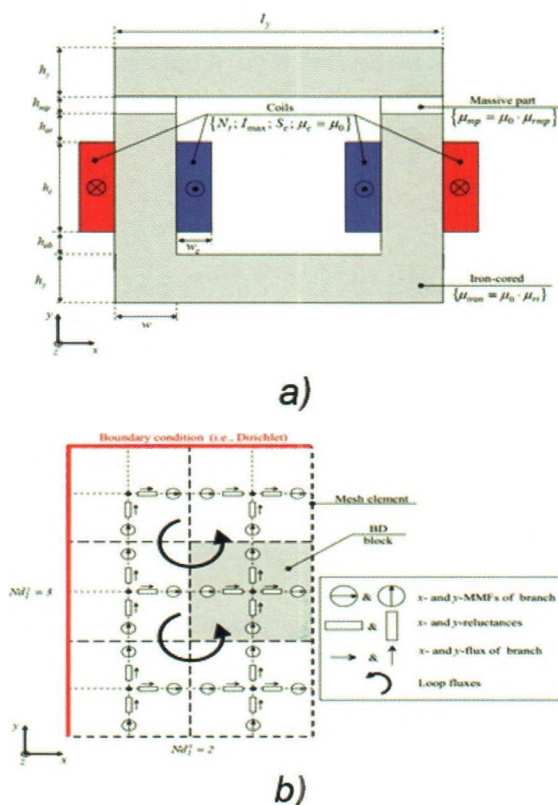 l_y
h_y
h_mp
h_at
h_c
h_ab
h_y
Coils
{N_t; I_max; S_c; μ_c = μ_0}
Massive part
{μ_mp = μ_0 · μ_rmp}
w_c
w
Iron-cored
{μ_iron = μ_0 · μ_ri}
y
z
x
a)
Boundary condition (i.e., Dirichlet)
Mesh element
BD
block
&
x- and y-MMFs of branch
&
x- and y-reluctances
&
x- and y-flux of branch
Loop fluxes
y
z
x
b)